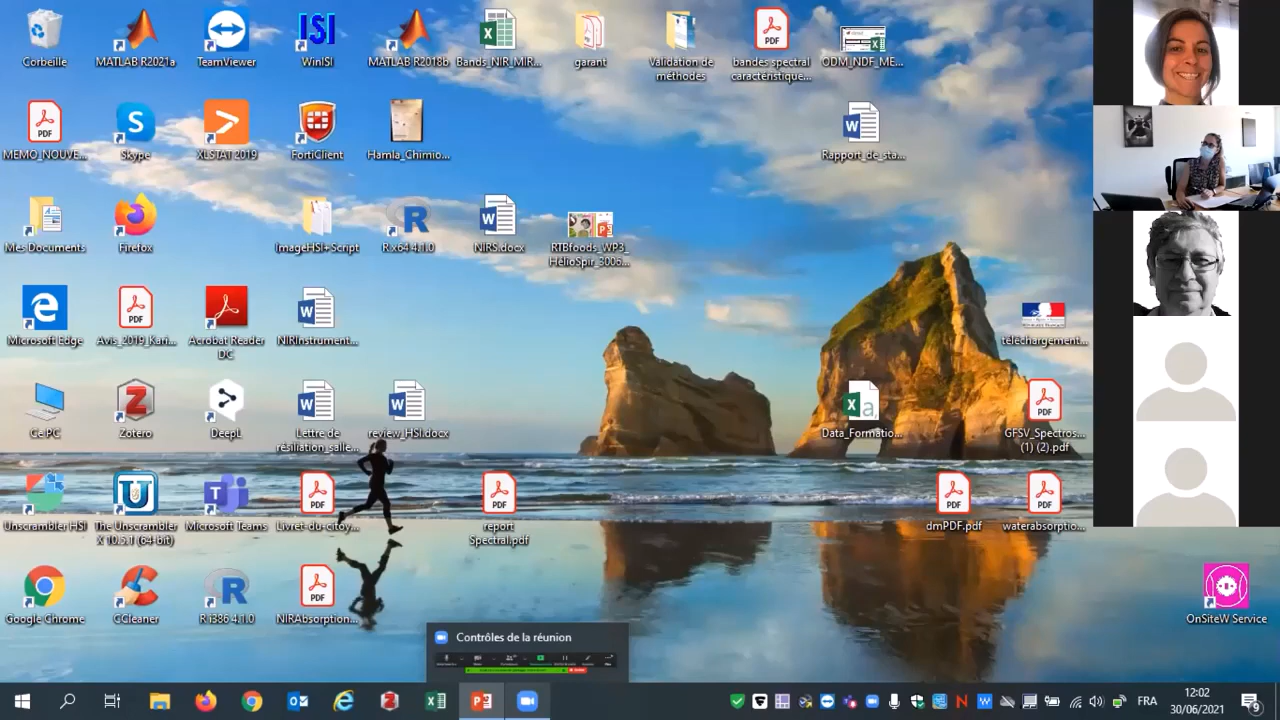 Corbeille
MATLAB R2021a
TeamViewer
WinISI
MATLAB R2018b
Bands_NIR_MIR...
garant
Validation de
méthodes
bandes spectral
caractéristique...
ODM_NDF_ME...
MEMO_NOUVE...
Skype
XLSTAT 2019
FortiClient
Hamla_Chimio...
Rapport_de_sta...
Mes Documents
Firefox
ImageHSI+Script
R x64 4.1.0
NIRS.docx
RTBfoods_WP3_
HélioSpir_3006...
Microsoft Edge
Avis_2019_Kari...
Acrobat Reader
DC
NIRInstrument...
téléchargement...
Ce PC
Zotero
DeepL
Lettre de
résiliation_salle...
review_HSI.docx
Data_Formatio...
GFSV_Spectros...
(1) (2).pdf
Unscrambler HSI
The Unscrambler
X 10.5.1 (64-bit)
Microsoft Teams
Livret-du-citoy...
report
Spectral.pdf
dmPDF.pdf
waterabsorptio...
Google Chrome
CCleaner
R i386 4.1.0
NIRAbsorption...
OnSiteW Service
Contrôles de la réunion
FRA
12:02
30/06/2021